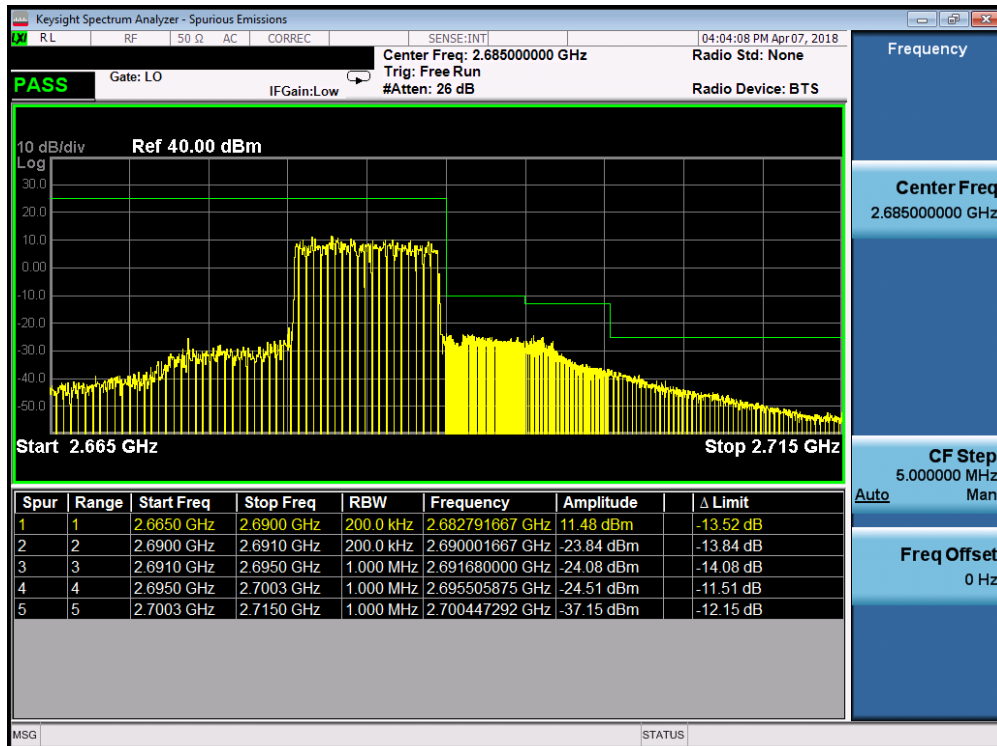 Keysight Spectrum Analyzer - Spurious Emissions
LXI RL RF 50 Ω AC CORREC SENSE:INT 04:04:08 PM Apr 07, 2018
Center Freq: 2.685000000 GHz Radio Std: None
PASS Gate: LO Trig: Free Run
IFGain:Low #Atten: 26 dB Radio Device: BTS
10 dB/div Ref 40.00 dBm
Log
30.0
20.0
10.0
0.00
-10.0
-20.0
-30.0
-40.0
-50.0
Start 2.665 GHz Stop 2.715 GHz
Spur Range Start Freq Stop Freq RBW Frequency Amplitude Δ Limit
1 1 2.6650 GHz 2.6900 GHz 200.0 kHz 2.682791667 GHz 11.48 dBm -13.52 dB
2 2 2.6900 GHz 2.6910 GHz 200.0 kHz 2.690001667 GHz -23.84 dBm -13.84 dB
3 3 2.6910 GHz 2.6950 GHz 1.000 MHz 2.691680000 GHz -24.08 dBm -14.08 dB
4 4 2.6950 GHz 2.7003 GHz 1.000 MHz 2.695505875 GHz -24.51 dBm -11.51 dB
5 5 2.7003 GHz 2.7150 GHz 1.000 MHz 2.700447292 GHz -37.15 dBm -12.15 dB
MSG STATUS
Frequency
Center Freq
2.685000000 GHz
CF Step
5.000000 MHz
Auto Man
Freq Offset
0 Hz